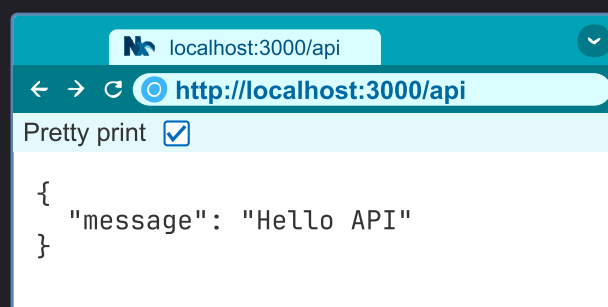 localhost:3000/api
http://localhost:3000/api
Pretty print
{
"message": "Hello API"
}